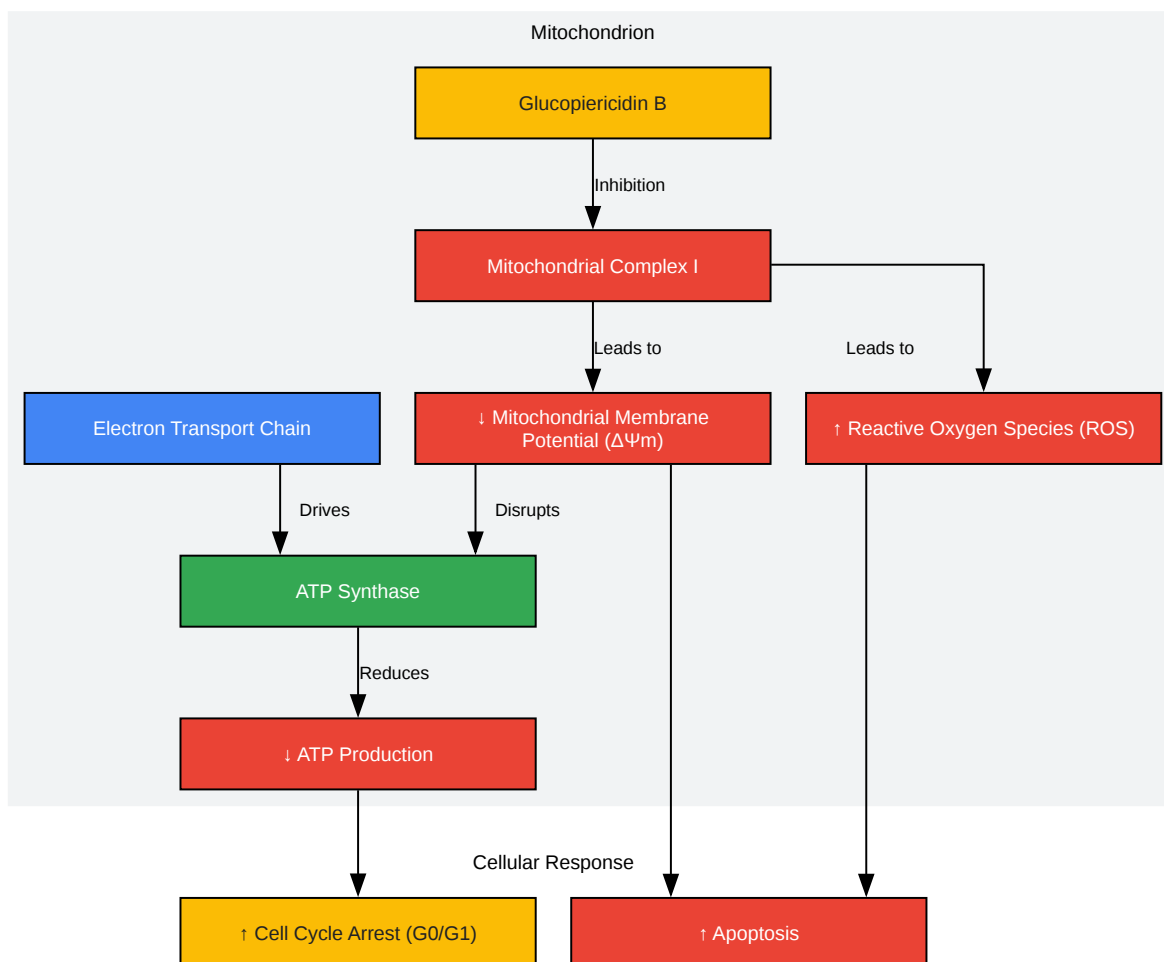 Mitochondrion
Glucopiericidin B
Inhibition
Mitochondrial Complex I
Leads to
Leads to
Electron Transport Chain
↓ Mitochondrial Membrane
Potential (ΔΨm)
↑ Reactive Oxygen Species (ROS)
Drives
Disrupts
ATP Synthase
Reduces
↓ ATP Production
Cellular Response
↑ Cell Cycle Arrest (G0/G1)
↑ Apoptosis